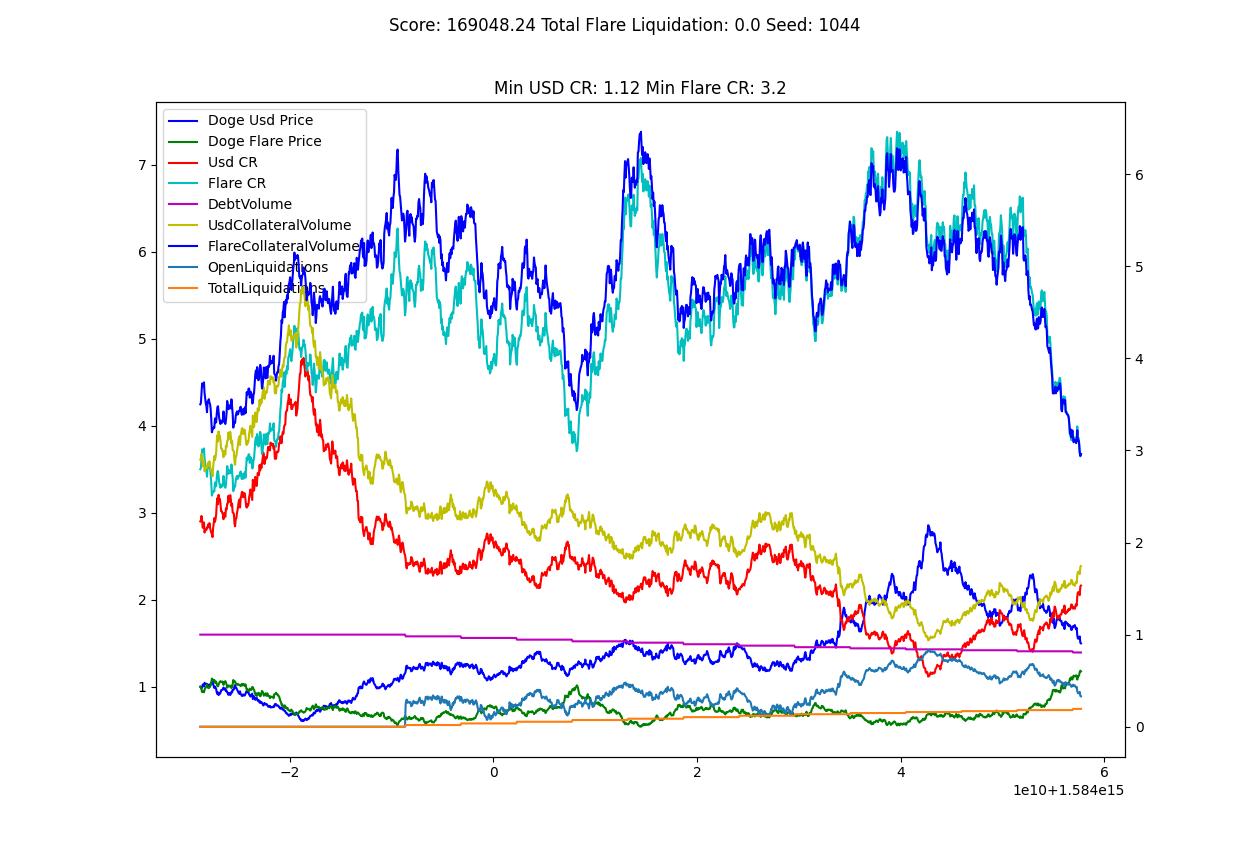 Score: 169048.24 Total Flare Liquidation: 0.0 Seed: 1044
Min USD CR: 1.12 Min Flare CR: 3.2
Doge Usd Price
Doge Flare Price
Usd CR
Flare CR
DebtVolume
UsdCollateralVolume
FlareCollateralVolume
OpenLiquidations
TotalLiquidations
7
6
5
4
3
2
1
6
5
4
3
2
1
0
−2
0
2
4
6
1e10+1.584e15